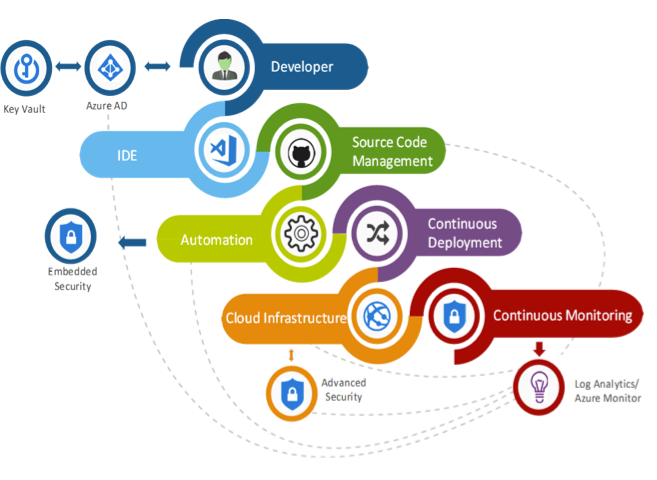 Developer
Key Vault
Azure AD
IDE
Source Code
Management
Automation
Continuous
Deployment
Embedded
Security
Cloud Infrastructure
Continuous Monitoring
Advanced
Security
Log Analytics/
Azure Monitor